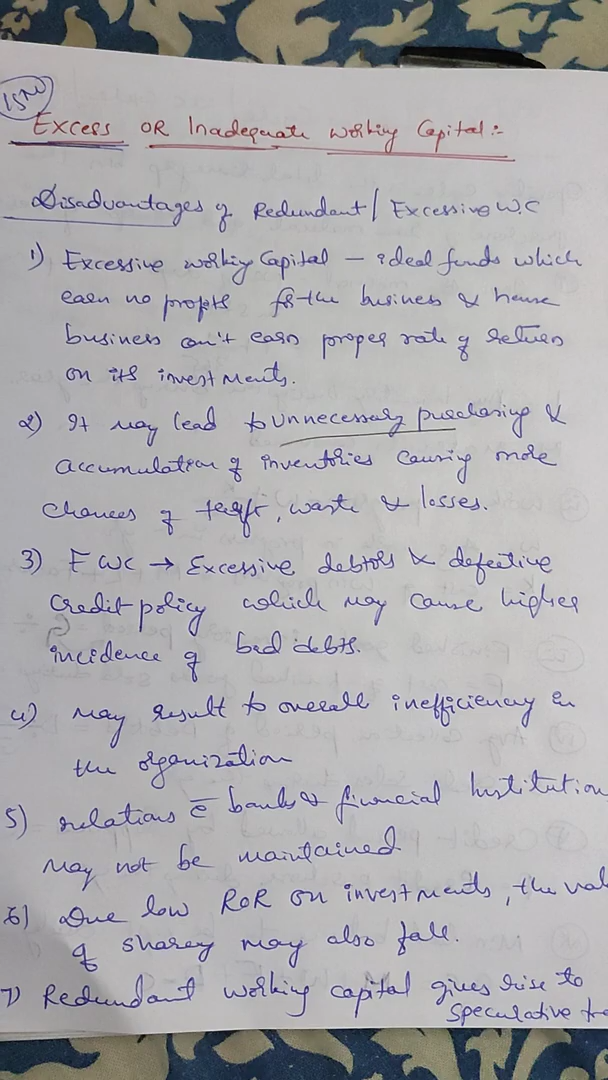 15M
Excess OR Inadequate Working Capital :-
Disadvantages of Redundant / Excessive WC
1) Excessive working Capital – ideal funds which
earn no profits for the business & hense
business can't earn proper rate of return
on its investments.
2) It may lead to unnecessary purchasing &
accumulation of inventories causing more
chances of teeft, waste & losses.
3) EWC → Excessive debtors & defective
Credit policy which may cause higher
incidence of bad debts.
4) May result to overall inefficiency in
the organization
5) relations c̄ banks & financial Institution
May not be maintained
6) Due low ROR on investments, the val
of shares may also fall.
7) Redundant working capital gives rise to
speculative